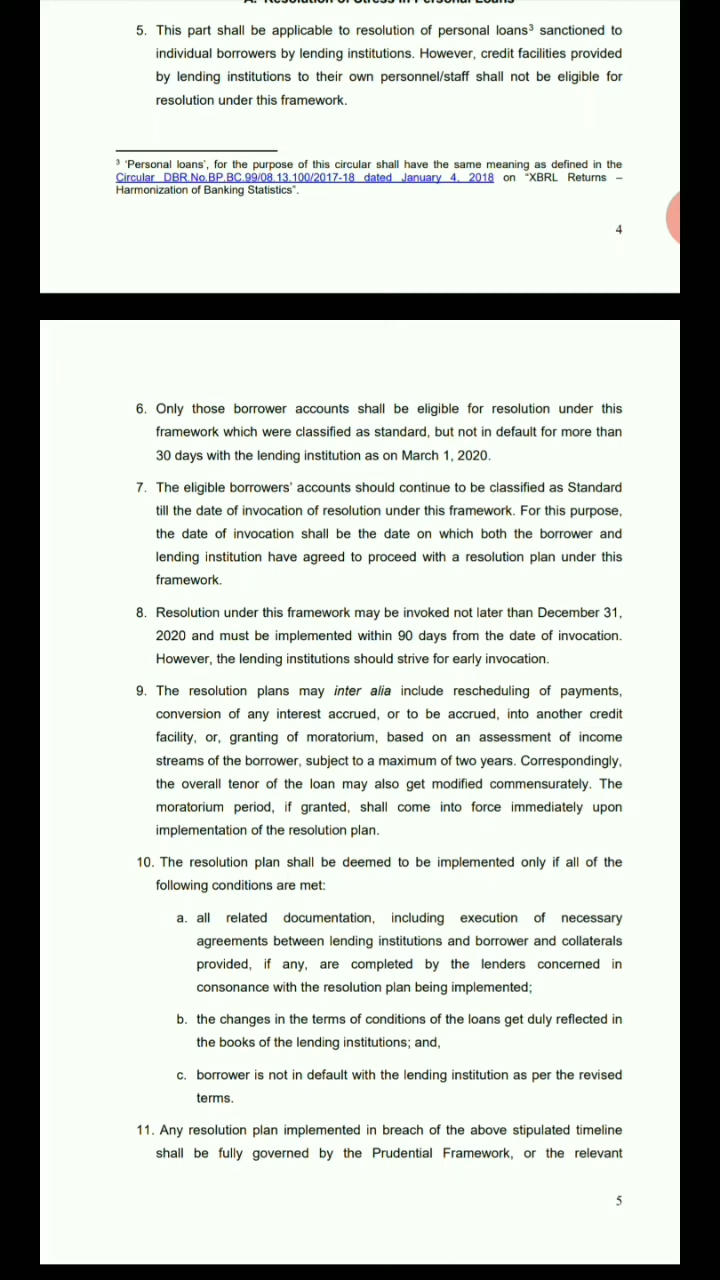 A. Resolution of Stress in Personal Loans
5. This part shall be applicable to resolution of personal loans³ sanctioned to
individual borrowers by lending institutions. However, credit facilities provided
by lending institutions to their own personnel/staff shall not be eligible for
resolution under this framework.
³ 'Personal loans', for the purpose of this circular shall have the same meaning as defined in the
Circular DBR.No.BP.BC.99/08.13.100/2017-18 dated January 4, 2018 on "XBRL Returns –
Harmonization of Banking Statistics".
4
6. Only those borrower accounts shall be eligible for resolution under this
framework which were classified as standard, but not in default for more than
30 days with the lending institution as on March 1, 2020.
7. The eligible borrowers' accounts should continue to be classified as Standard
till the date of invocation of resolution under this framework. For this purpose,
the date of invocation shall be the date on which both the borrower and
lending institution have agreed to proceed with a resolution plan under this
framework.
8. Resolution under this framework may be invoked not later than December 31,
2020 and must be implemented within 90 days from the date of invocation.
However, the lending institutions should strive for early invocation.
9. The resolution plans may inter alia include rescheduling of payments,
conversion of any interest accrued, or to be accrued, into another credit
facility, or, granting of moratorium, based on an assessment of income
streams of the borrower, subject to a maximum of two years. Correspondingly,
the overall tenor of the loan may also get modified commensurately. The
moratorium period, if granted, shall come into force immediately upon
implementation of the resolution plan.
10. The resolution plan shall be deemed to be implemented only if all of the
following conditions are met:
a. all related documentation, including execution of necessary
agreements between lending institutions and borrower and collaterals
provided, if any, are completed by the lenders concerned in
consonance with the resolution plan being implemented;
b. the changes in the terms of conditions of the loans get duly reflected in
the books of the lending institutions; and,
c. borrower is not in default with the lending institution as per the revised
terms.
11. Any resolution plan implemented in breach of the above stipulated timeline
shall be fully governed by the Prudential Framework, or the relevant
5